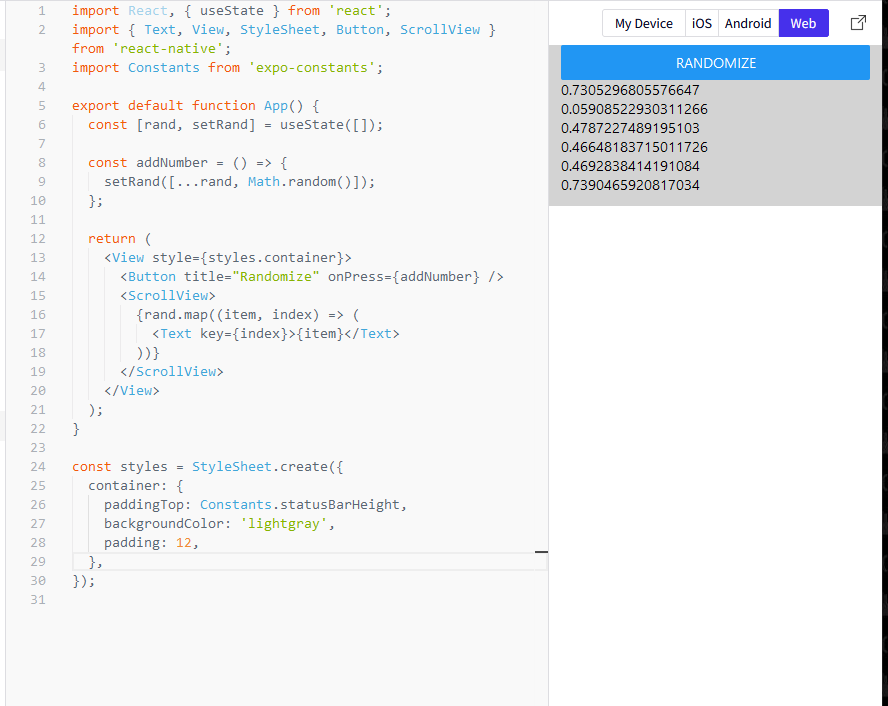 1 import React, { useState } from 'react';
2 import { Text, View, StyleSheet, Button, ScrollView }
from 'react-native';
3 import Constants from 'expo-constants';
4
5 export default function App() {
6 const [rand, setRand] = useState([]);
7
8 const addNumber = () => {
9 setRand([...rand, Math.random()]);
10 };
11
12 return (
13 <View style={styles.container}>
14 <Button title="Randomize" onPress={addNumber} />
15 <ScrollView>
16 {rand.map((item, index) => (
17 <Text key={index}>{item}</Text>
18 ))}
19 </ScrollView>
20 </View>
21 );
22 }
23
24 const styles = StyleSheet.create({
25 container: {
26 paddingTop: Constants.statusBarHeight,
27 backgroundColor: 'lightgray',
28 padding: 12,
29 },
30 });
31
My Device iOS Android Web
RANDOMIZE
0.7305296805576647
0.05908522930311266
0.4787227489195103
0.46648183715011726
0.4692838414191084
0.7390465920817034